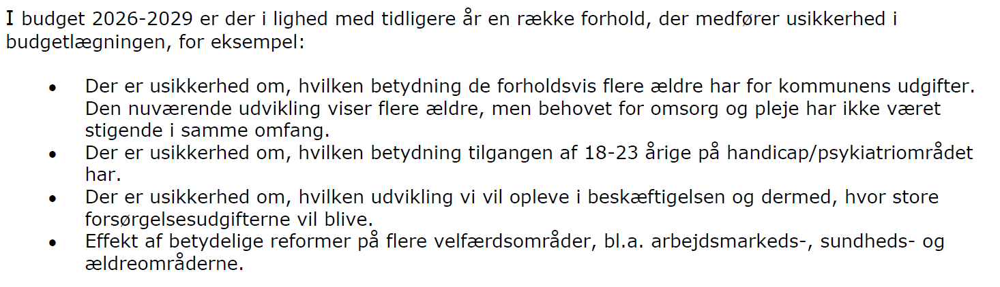 I budget 2026-2029 er der i lighed med tidligere år en række forhold, der medfører usikkerhed i
budgetlægningen, for eksempel:
• Der er usikkerhed om, hvilken betydning de forholdsvis flere ældre har for kommunens udgifter.
Den nuværende udvikling viser flere ældre, men behovet for omsorg og pleje har ikke været
stigende i samme omfang.
• Der er usikkerhed om, hvilken betydning tilgangen af 18-23 årige på handicap/psykiatriområdet
har.
• Der er usikkerhed om, hvilken udvikling vi vil opleve i beskæftigelsen og dermed, hvor store
forsørgelsesudgifterne vil blive.
• Effekt af betydelige reformer på flere velfærdsområder, bl.a. arbejdsmarkeds-, sundheds- og
ældreområderne.